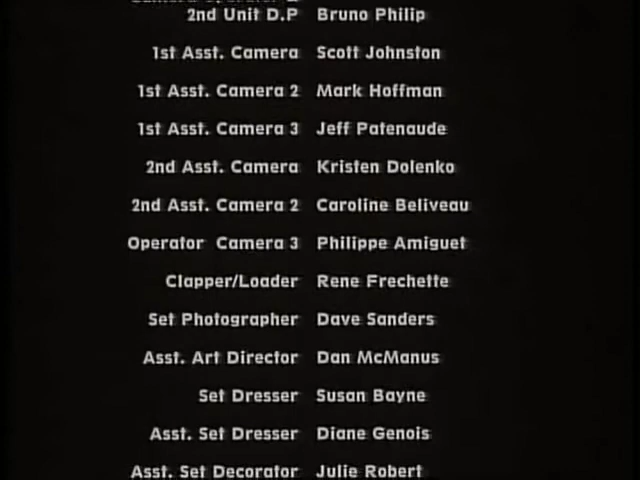 2nd Unit D.P Bruno Philip
1st Asst. Camera Scott Johnston
1st Asst. Camera 2 Mark Hoffman
1st Asst. Camera 3 Jeff Patenaude
2nd Asst. Camera Kristen Dolenko
2nd Asst. Camera 2 Caroline Beliveau
Operator Camera 3 Philippe Amiguet
Clapper/Loader Rene Frechette
Set Photographer Dave Sanders
Asst. Art Director Dan McManus
Set Dresser Susan Bayne
Asst. Set Dresser Diane Genois
Asst. Set Decorator Julie Robert